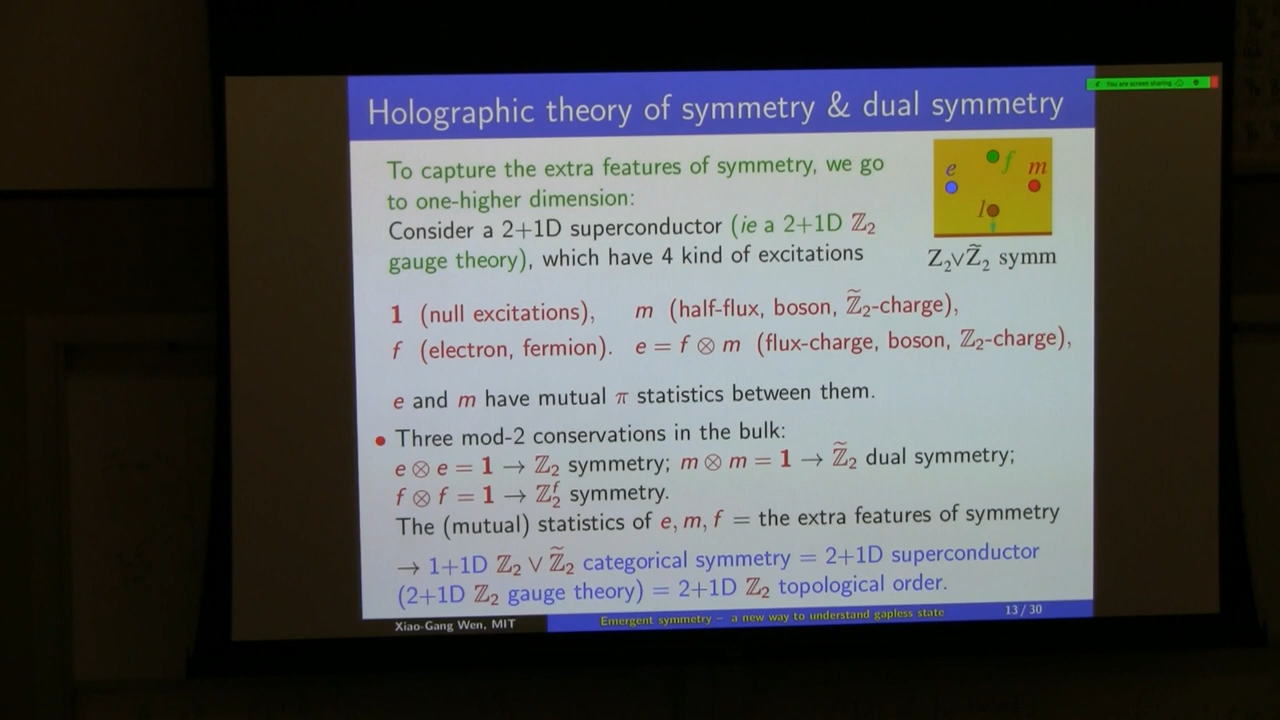 Holographic theory of symmetry & dual symmetry
You are screen sharing
To capture the extra features of symmetry, we go
to one-higher dimension:
Consider a 2+1D superconductor (ie a 2+1D ℤ₂
gauge theory), which have 4 kind of excitations
e f m
1
Z₂∨Z̃₂ symm
1 (null excitations), m (half-flux, boson, ℤ̃₂-charge),
f (electron, fermion). e = f ⊗ m (flux-charge, boson, ℤ₂-charge),
e and m have mutual π statistics between them.
• Three mod-2 conservations in the bulk:
e ⊗ e = 1 → ℤ₂ symmetry; m ⊗ m = 1 → ℤ̃₂ dual symmetry;
f ⊗ f = 1 → ℤ₂ᶠ symmetry.
The (mutual) statistics of e, m, f = the extra features of symmetry
→ 1+1D ℤ₂ ∨ ℤ̃₂ categorical symmetry = 2+1D superconductor
(2+1D ℤ₂ gauge theory) = 2+1D ℤ₂ topological order.
Xiao-Gang Wen, MIT
Emergent symmetry – a new way to understand gapless state
13 / 30